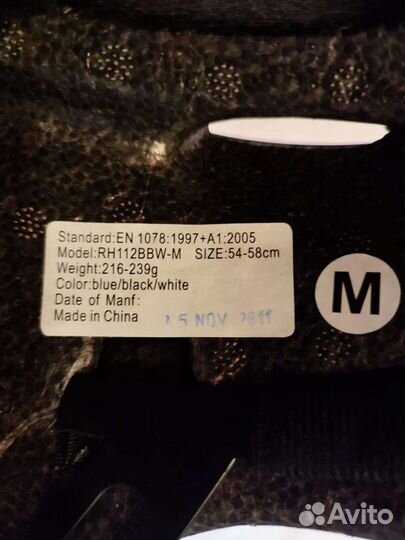 Standard:EN 1078:1997+A1:2005
Model:RH112BBW-M SIZE:54-58cm
Weight:216-239g
Color:blue/black/white
Date of Manf:
Made in China 15 NOV 2011
M
Avito